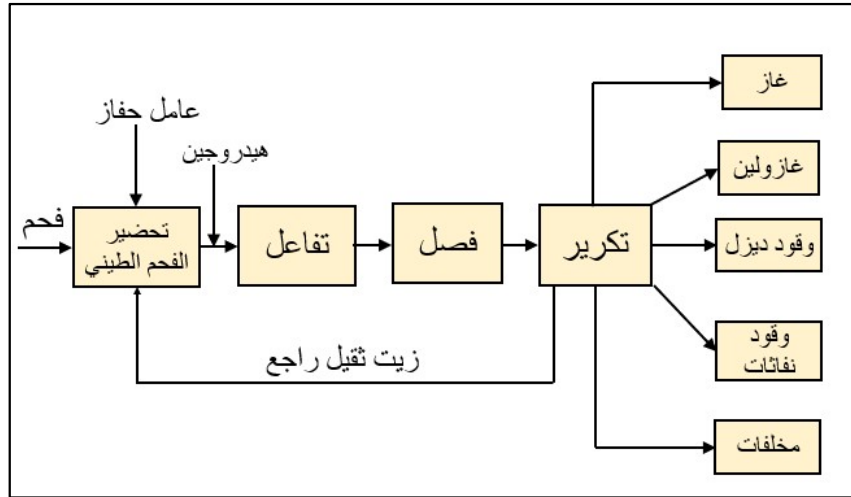 عامل حفاز
هيدروجين
فحم
تحضير
الفحم الطيني
تفاعل
فصل
تكرير
زيت ثقيل راجع
غاز
غازولين
وقود ديزل
وقود
نفاثات
مخلفات